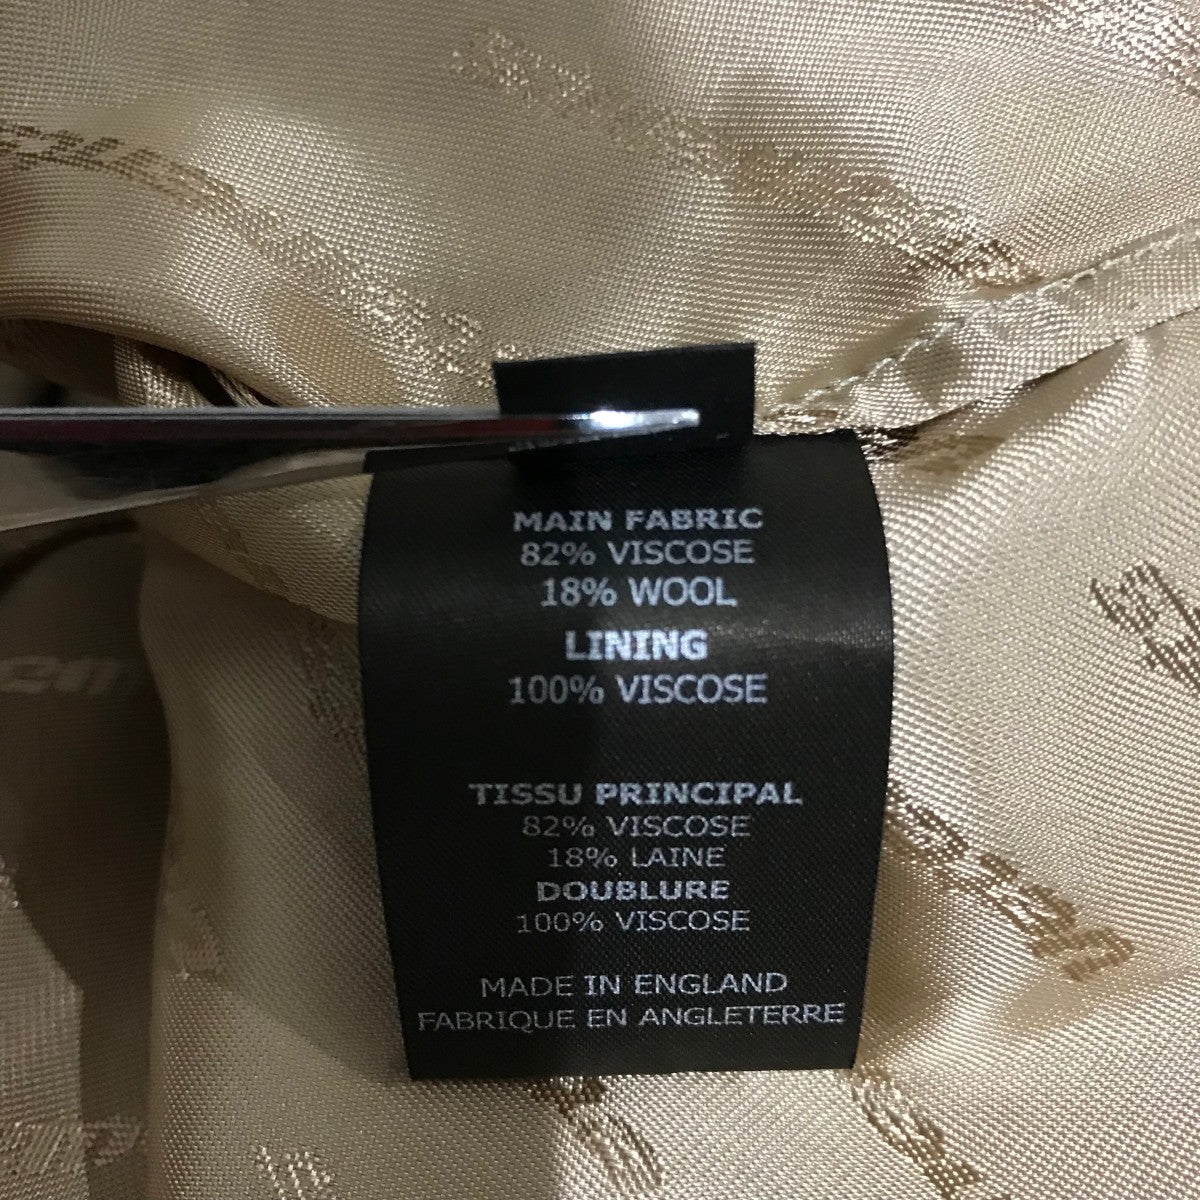 MAIN FABRIC
82% VISCOSE
18% WOOL
LINING
100% VISCOSE
TISSU PRINCIPAL
82% VISCOSE
18% LAINE
DOUBLURE
100% VISCOSE
MADE IN ENGLAND
FABRIQUE EN ANGLETERRE